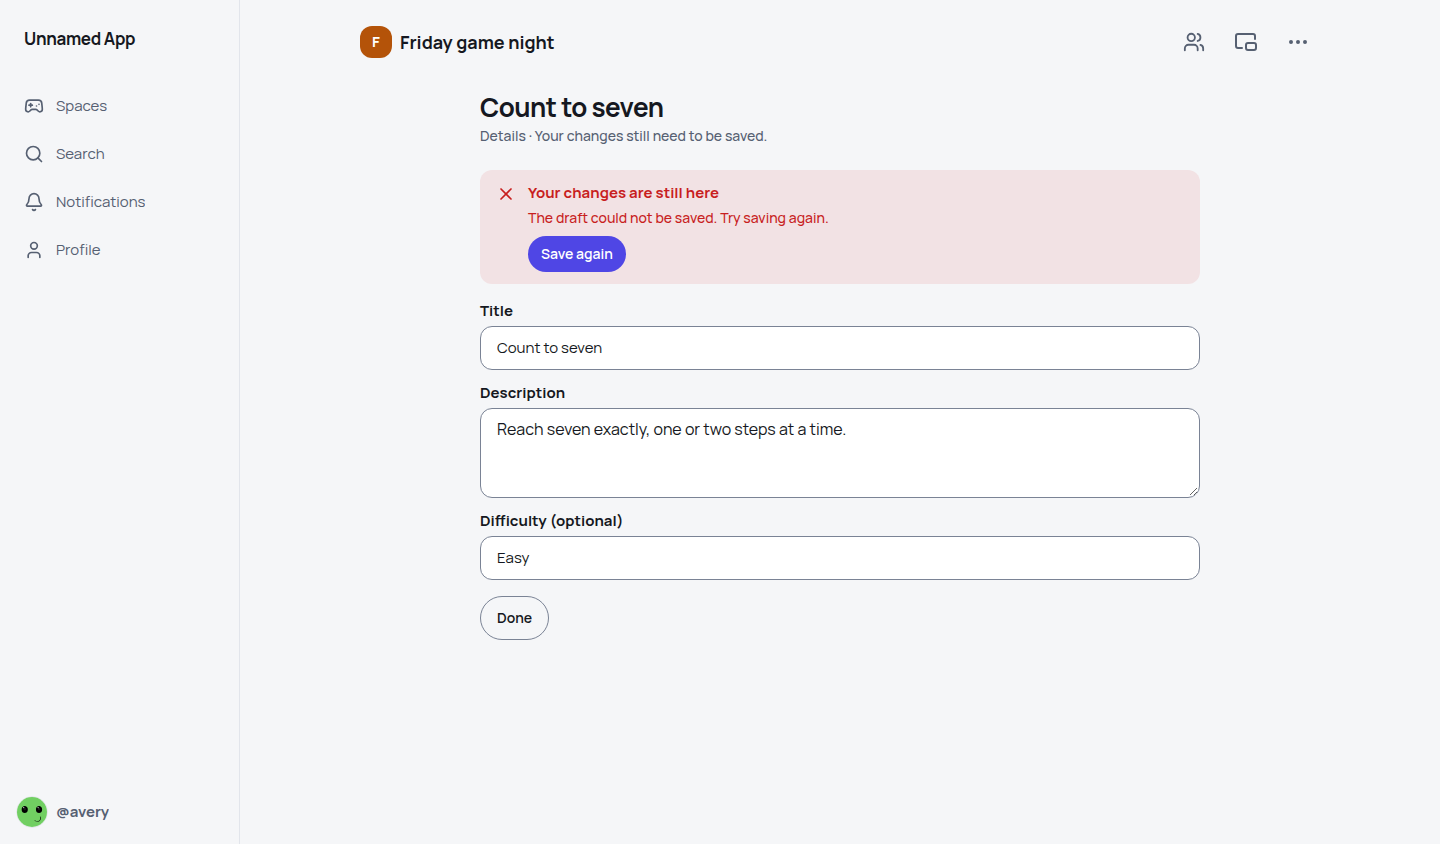 Unnamed App
Spaces
Search
Notifications
Profile
@avery
F
Friday game night
Count to seven
Details · Your changes still need to be saved.
Your changes are still here
The draft could not be saved. Try saving again.
Save again
Title
Count to seven
Description
Reach seven exactly, one or two steps at a time.
Difficulty (optional)
Easy
Done